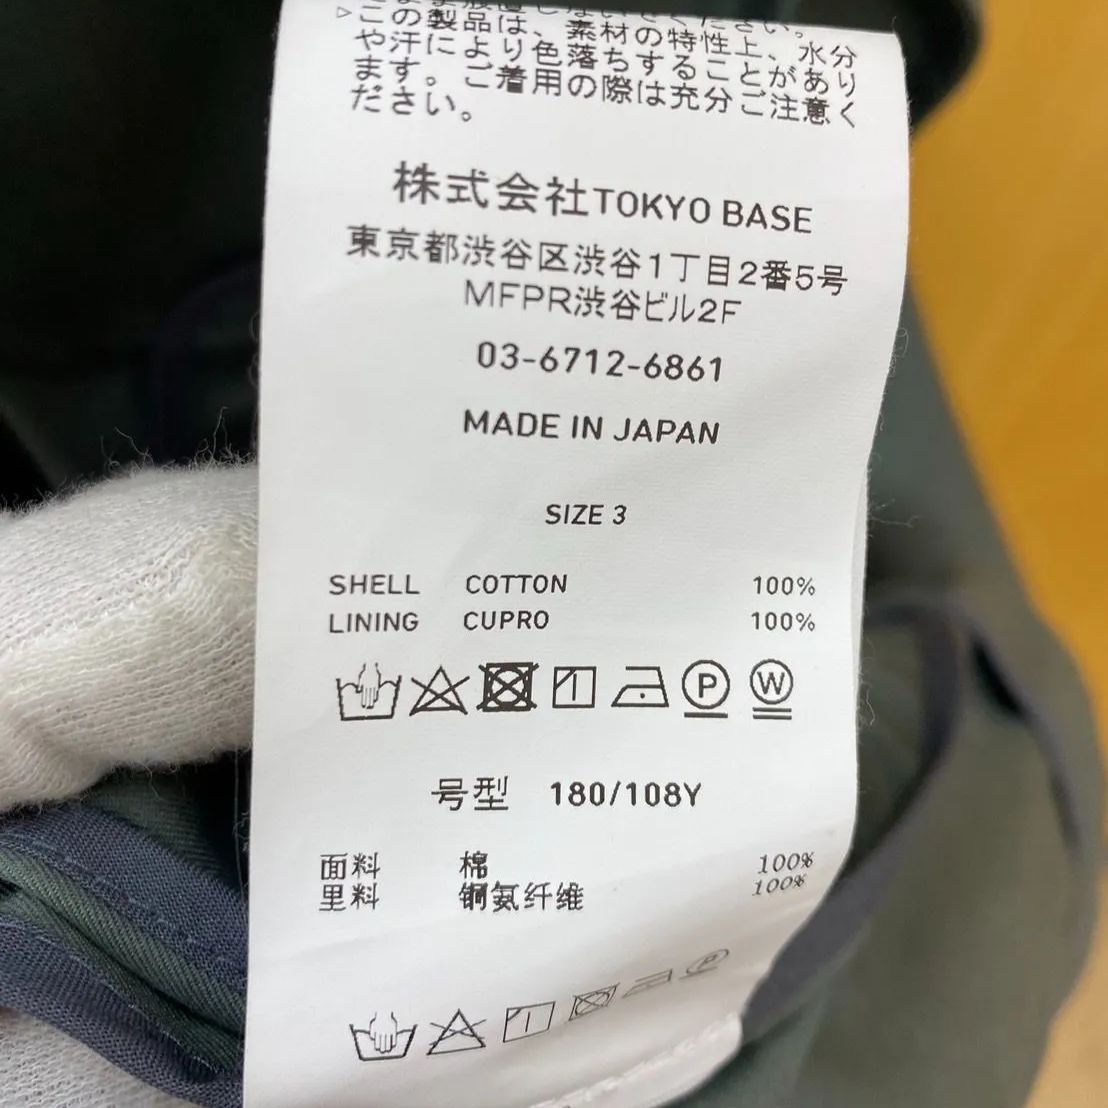 ください。
▷この製品は、素材の特性上、水分
や汗により色落ちすることがあり
ます。ご着用の際は充分ご注意く
ださい。
株式会社TOKYO BASE
東京都渋谷区渋谷1丁目2番5号
MFPR渋谷ビル2F
03-6712-6861
MADE IN JAPAN
SIZE 3
SHELL COTTON 100%
LINING CUPRO 100%
P W
号型 180/108Y
面料 棉 100%
里料 铜氨纤维 100%
P